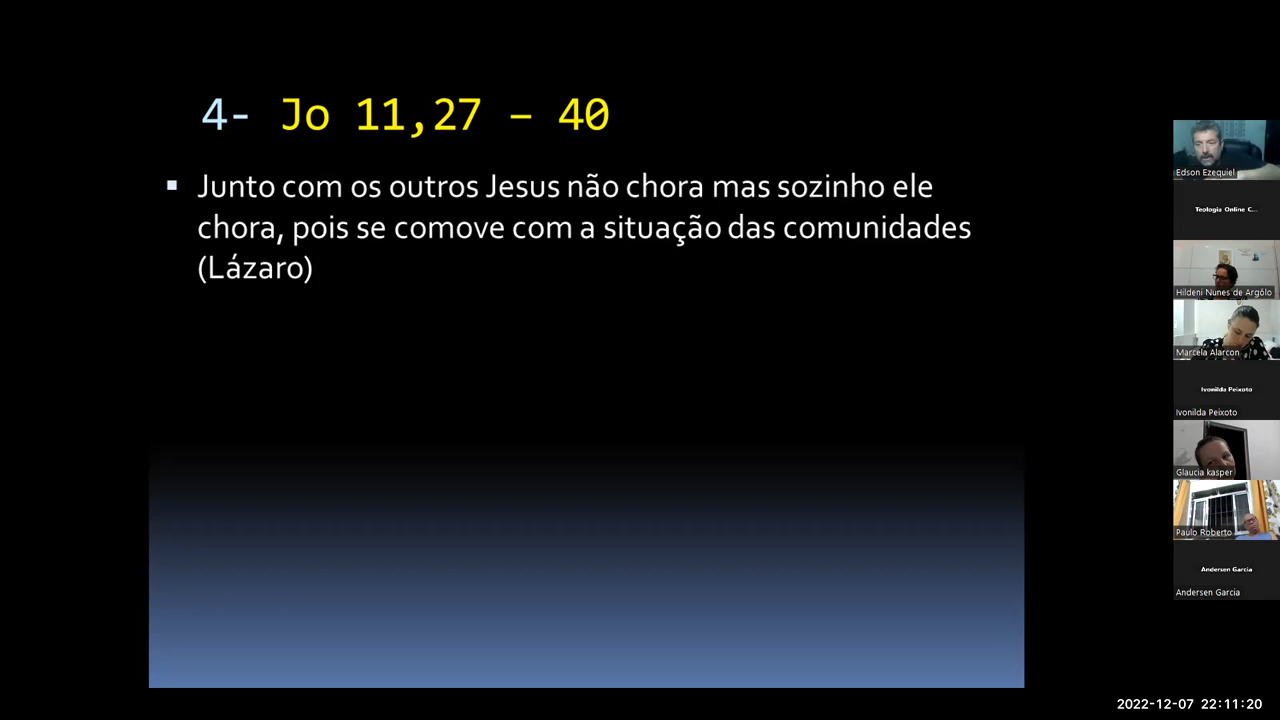 4- Jo 11,27 – 40
▪ Junto com os outros Jesus não chora mas sozinho ele
chora, pois se comove com a situação das comunidades
(Lázaro)
Edson Ezequiel
Teologia Online C...
Hildeni Nunes de Argôlo
Marcela Alarcon
Ivonilda Peixoto
Ivonilda Peixoto
Glaucia kasper
Paulo Roberto
Andersen Garcia
Andersen Garcia
2022-12-07 22:11:20